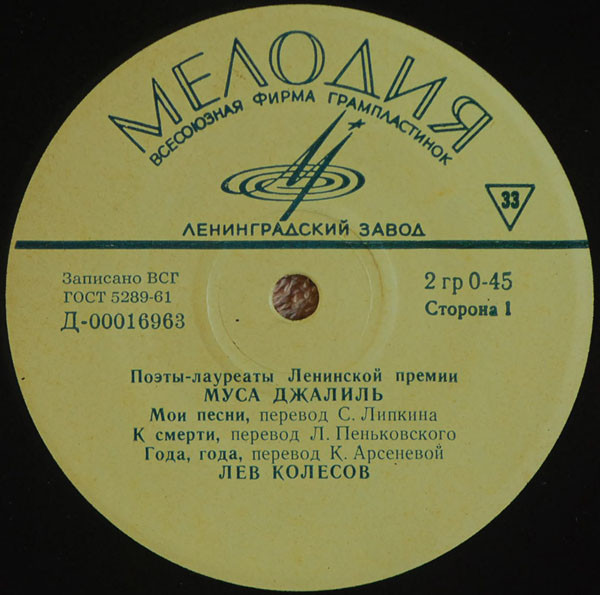 МЕЛОДИЯ
ВСЕСОЮЗНАЯ ФИРМА ГРАМПЛАСТИНОК
ЛЕНИНГРАДСКИЙ ЗАВОД
33
Записано ВСГ
ГОСТ 5289-61
Д-00016963
2 гр 0-45
Сторона 1
Поэты-лауреаты Ленинской премии
МУСА ДЖАЛИЛЬ
Мои песни, перевод С. Липкина
К смерти, перевод Л. Пеньковского
Года, года, перевод К. Арсеневой
ЛЕВ КОЛЕСОВ